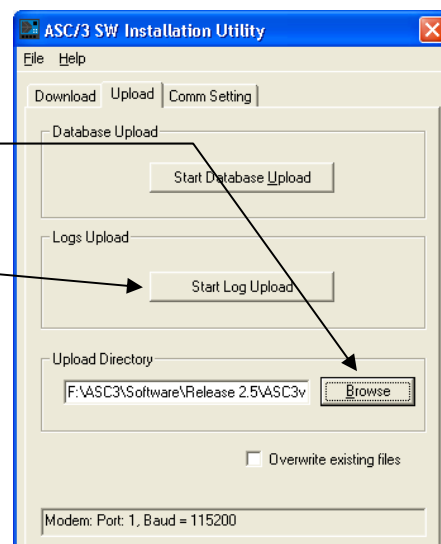 ASC/3 SW Installation Utility
File Help
Download Upload Comm Setting
Database Upload
Start Database Upload
Logs Upload
Start Log Upload
Upload Directory
F:\ASC3\Software\Release 2.5\ASC3v Browse
Overwrite existing files
Modem: Port: 1, Baud = 115200